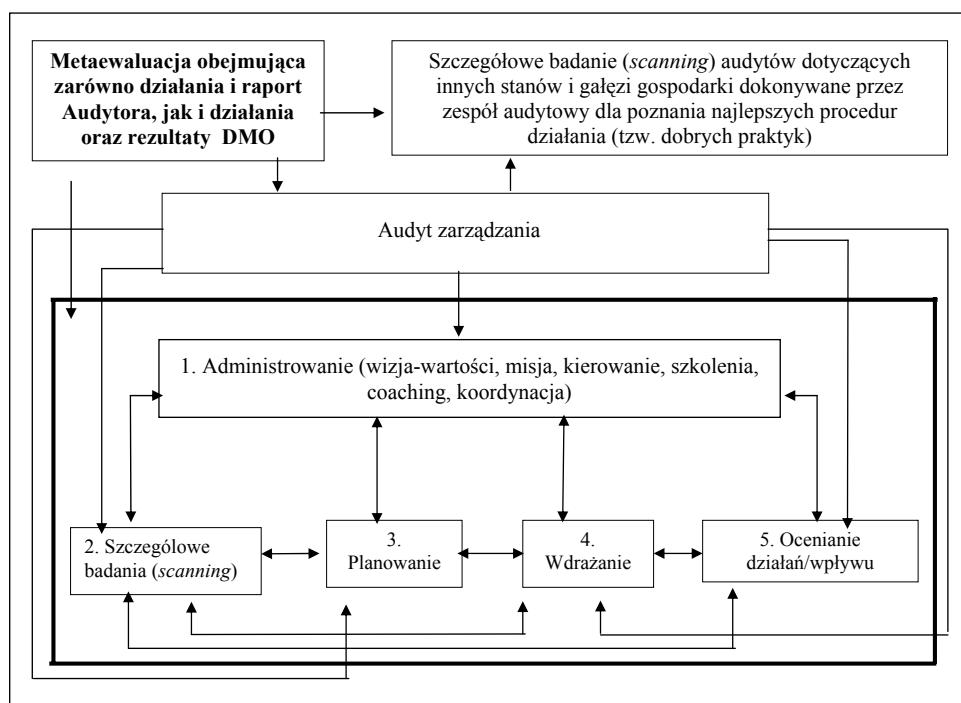 Metaewaluacja obejmująca
zarówno działania i raport
Audytora, jak i działania
oraz rezultaty DMO
Szczegółowe badanie (scanning) audytów dotyczących
innych stanów i gałęzi gospodarki dokonywane przez
zespół audytowy dla poznania najlepszych procedur
działania (tzw. dobrych praktyk)
Audyt zarządzania
1. Administrowanie (wizja-wartości, misja, kierowanie, szkolenia,
coaching, koordynacja)
2. Szczegółowe
badania (scanning)
3.
Planowanie
4.
Wdrażanie
5. Ocenianie
działań/wpływu